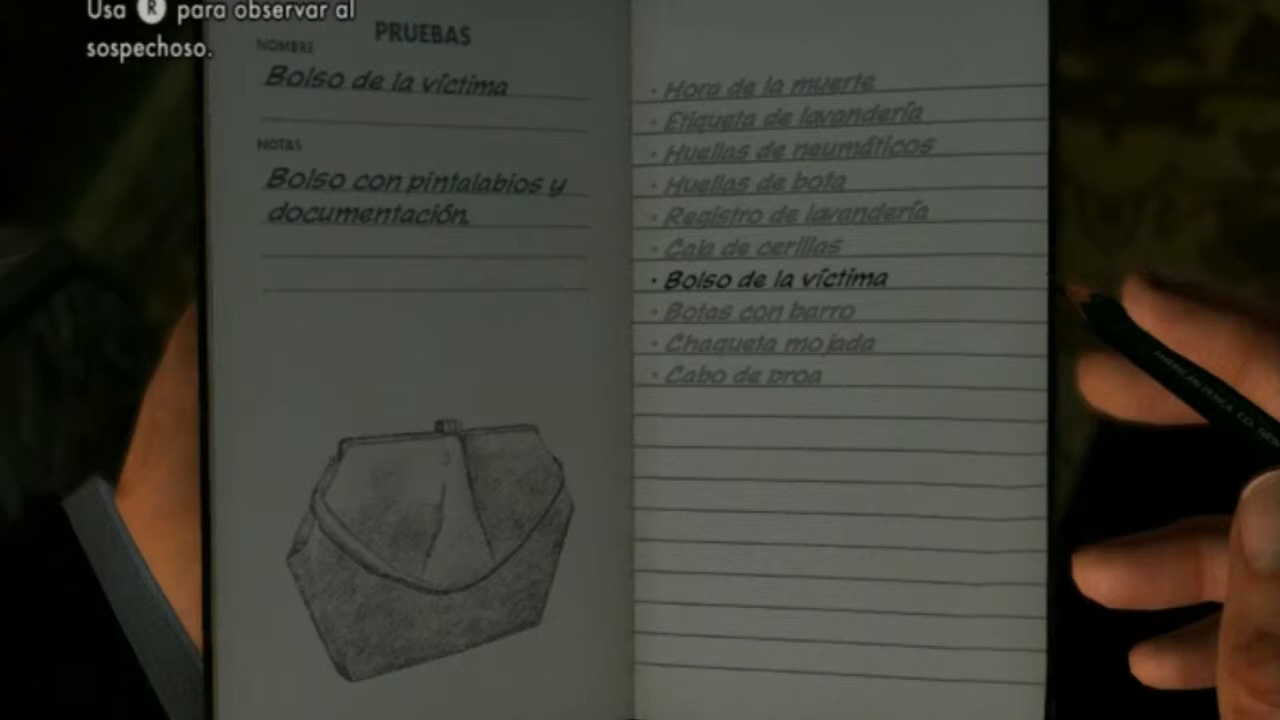 Usa R para observar al
sospechoso.
PRUEBAS
NOMBRE
Bolso de la víctima
NOTAS
Bolso con pintalabios y
documentación.
· Hora de la muerte
· Etiqueta de lavandería
· Huellas de neumáticos
· Huellas de bota
· Registro de lavandería
· Caja de cerillas
· Bolso de la víctima
· Botas con barro
· Chaqueta mojada
· Cabo de proa